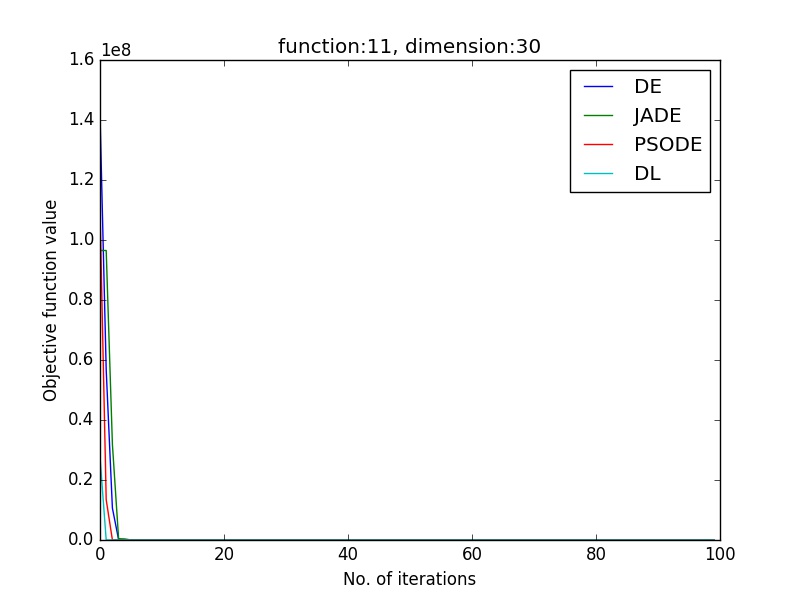 function:11, dimension:30
1e8
1.6
1.4
1.2
1.0
0.8
0.6
0.4
0.2
0.0
Objective function value
DE
JADE
PSODE
DL
0 20 40 60 80 100
No. of iterations